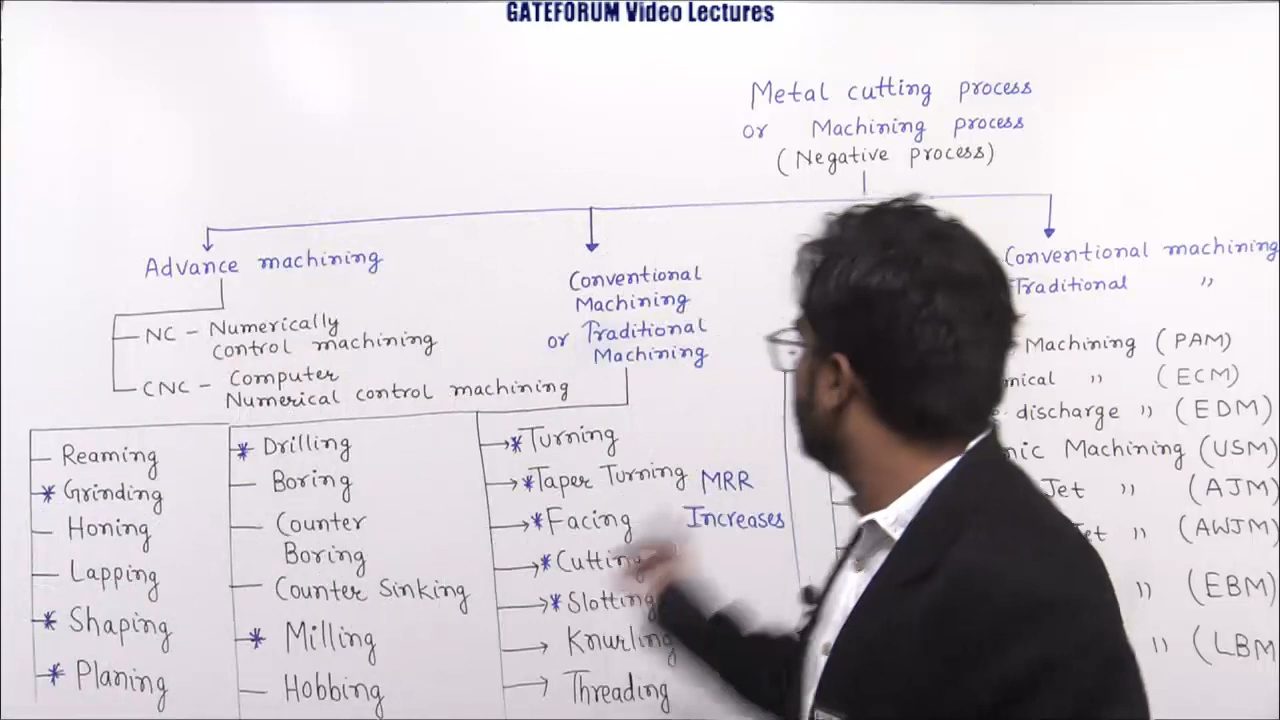 GATEFORUM Video Lectures
Metal cutting process
or Machining process
(Negative process)
Advance machining
NC - Numerically
control machining
CNC - Computer
Numerical control machining
Conventional
Machining
or Traditional
Machining
Conventional machining
Traditional "
Reaming
* Grinding
Honing
Lapping
* Shaping
* Planing
* Drilling
Boring
Counter
Boring
Counter Sinking
* Milling
Hobbing
* Turning
* Taper Turning
* Facing
* Cutting
* Slotting
Knurling
Threading
MRR
Increases
Machining (PAM)
" (ECM)
discharge " (EDM)
Machining (USM)
Jet " (AJM)
" (AWJM)
" (EBM)
" (LBM